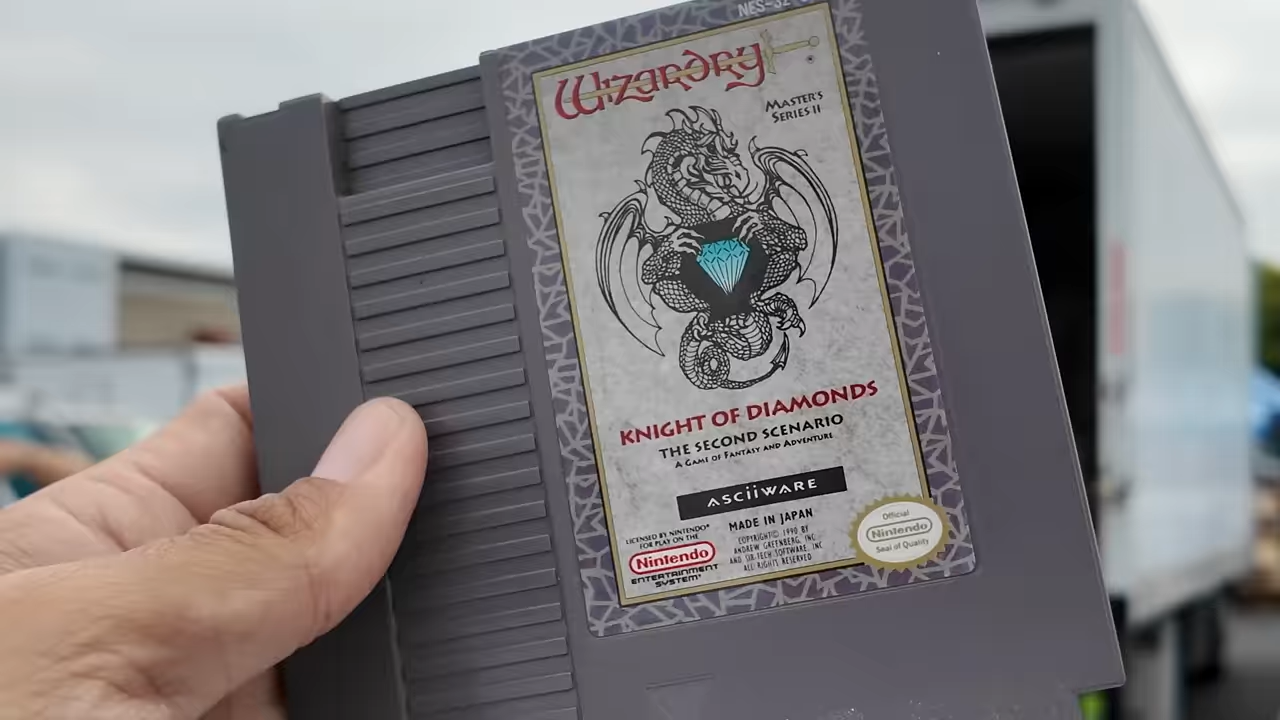 NES-
Wizardry
MASTER'S
SERIES II
KNIGHT OF DIAMONDS
THE SECOND SCENARIO
A GAME OF FANTASY AND ADVENTURE
ASCIIWARE
LICENSED BY NINTENDO®
FOR PLAY ON THE
Nintendo
ENTERTAINMENT
SYSTEM®
MADE IN JAPAN
COPYRIGHT© 1990 BY
ANDREW GREENBERG, INC.
AND SIR-TECH SOFTWARE, INC.
ALL RIGHTS RESERVED
Official
Nintendo
Seal of Quality